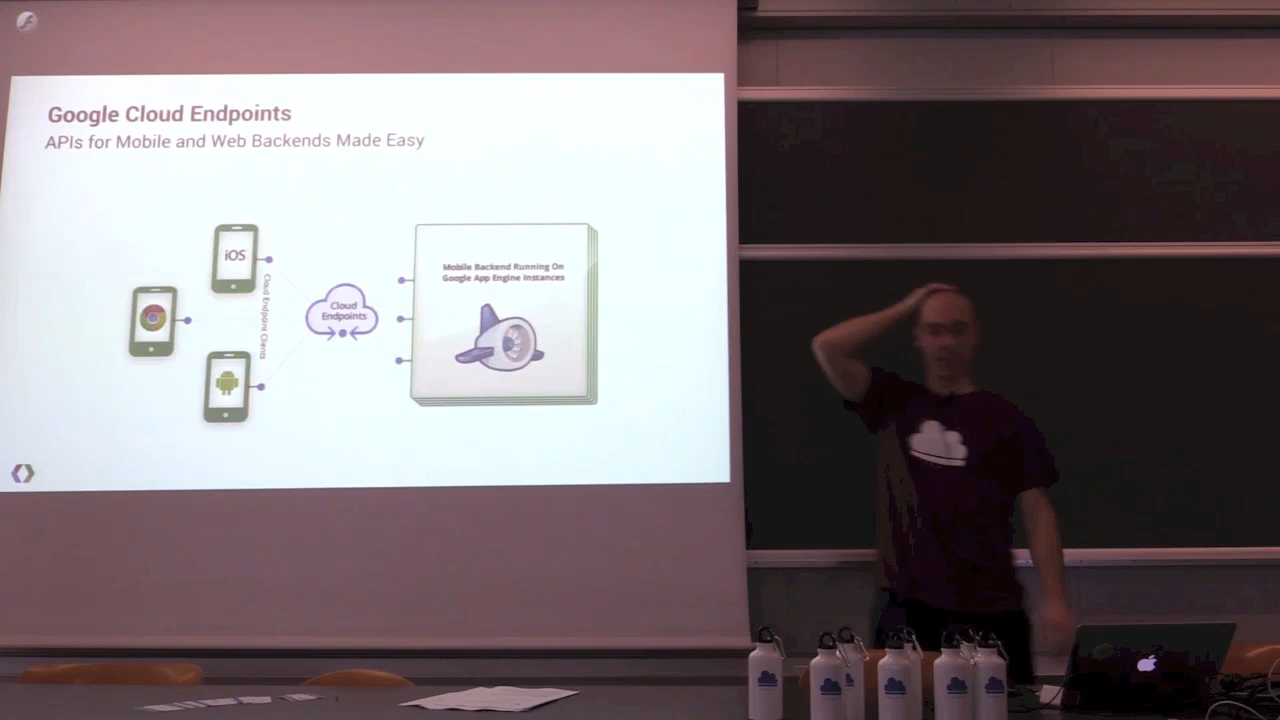 Google Cloud Endpoints
APIs for Mobile and Web Backends Made Easy
iOS
Cloud Endpoint Clients
Cloud
Endpoints
Mobile Backend Running On
Google App Engine Instances